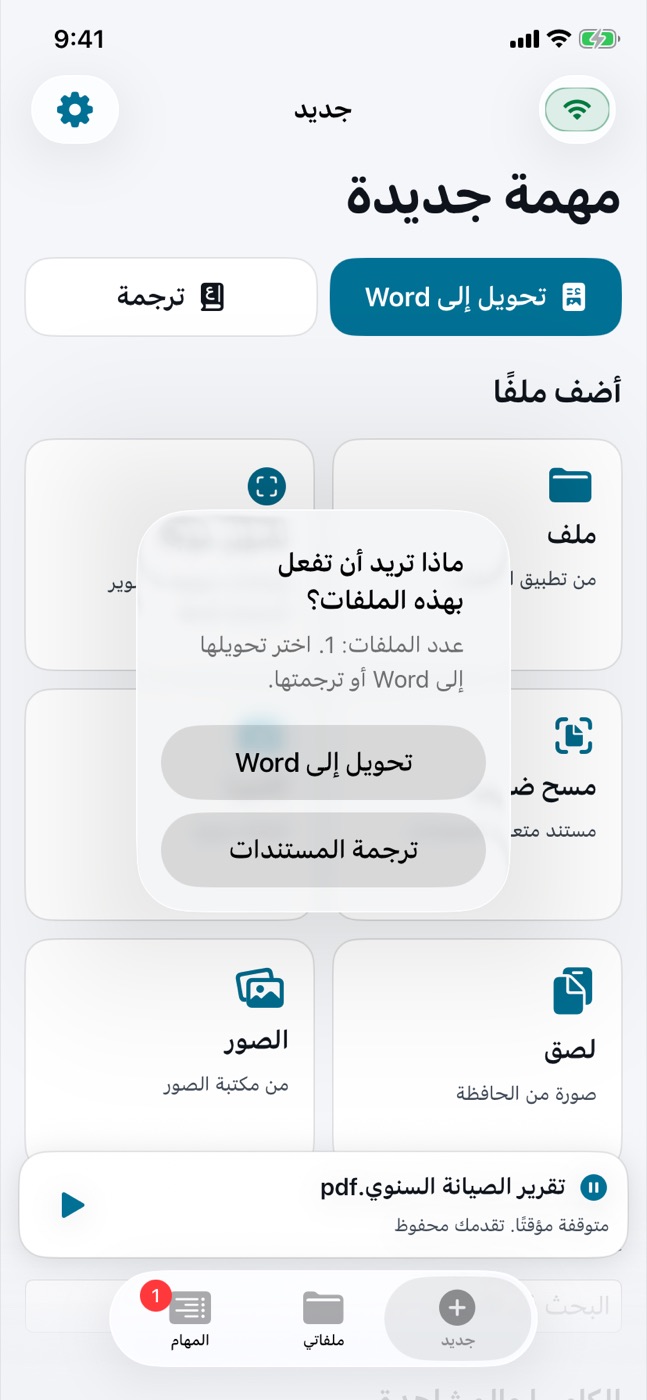 9:41
جديد
مهمة جديدة
تحويل إلى Word
ترجمة
أضف ملفًا
ملف
من تطبيق
ماذا تريد أن تفعل
بهذه الملفات؟
عدد الملفات: 1. اختر تحويلها
إلى Word أو ترجمتها.
تحويل إلى Word
ترجمة المستندات
مسح
مستند
لصق
صورة من الحافظة
الصور
من مكتبة الصور
تقرير الصيانة السنوي.pdf
متوقفة مؤقتًا. تقدمك محفوظ
البحث
جديد
ملفاتي
المهام
1